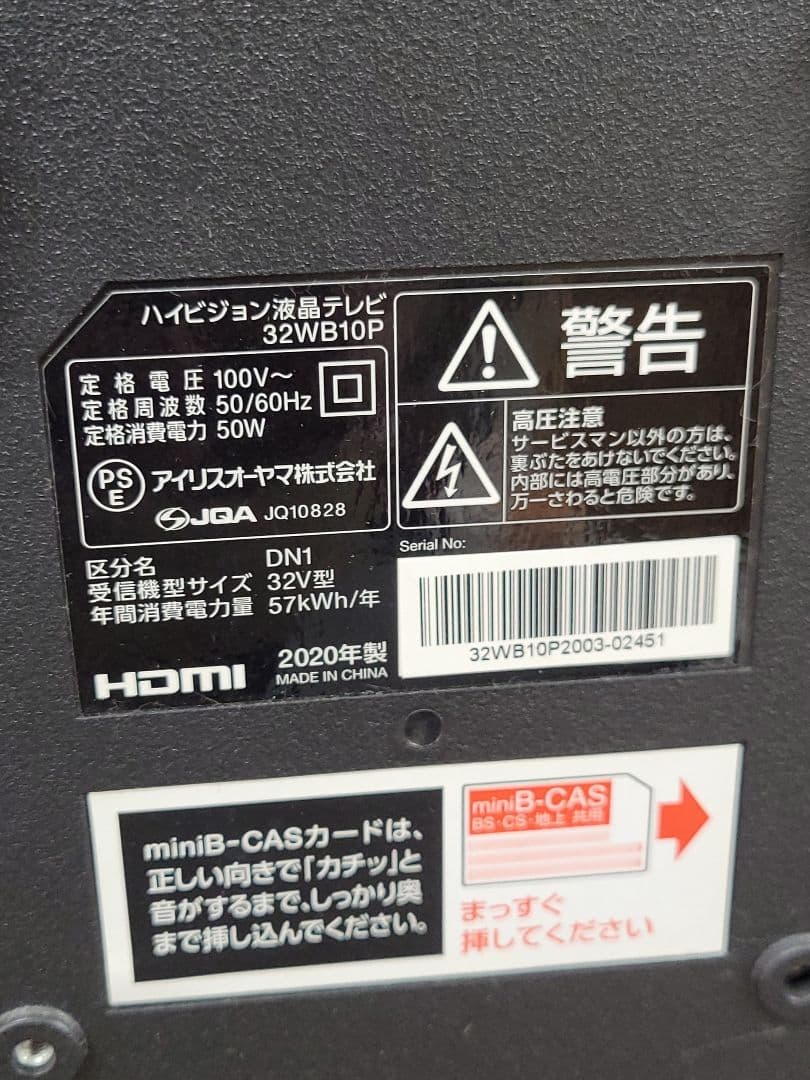 ハイビジョン液晶テレビ
32WB10P
定格電圧 100V～
定格周波数 50/60Hz
定格消費電力 50W
PS
E
アイリスオーヤマ株式会社
JQA JQ10828
区分名 DN1
受信機型サイズ 32V型
年間消費電力量 57kWh/年
HDMI
2020年製
MADE IN CHINA
警告
高圧注意
サービスマン以外の方は、
裏ぶたをあけないでください。
内部には高電圧部分があり、
万一さわると危険です。
Serial No:
32WB10P2003-02451
miniB-CASカードは、
正しい向きで「カチッ」と
音がするまで、しっかり奥
まで挿し込んでください。
miniB-CAS
BS・CS・地上 共用
まっすぐ
挿してください